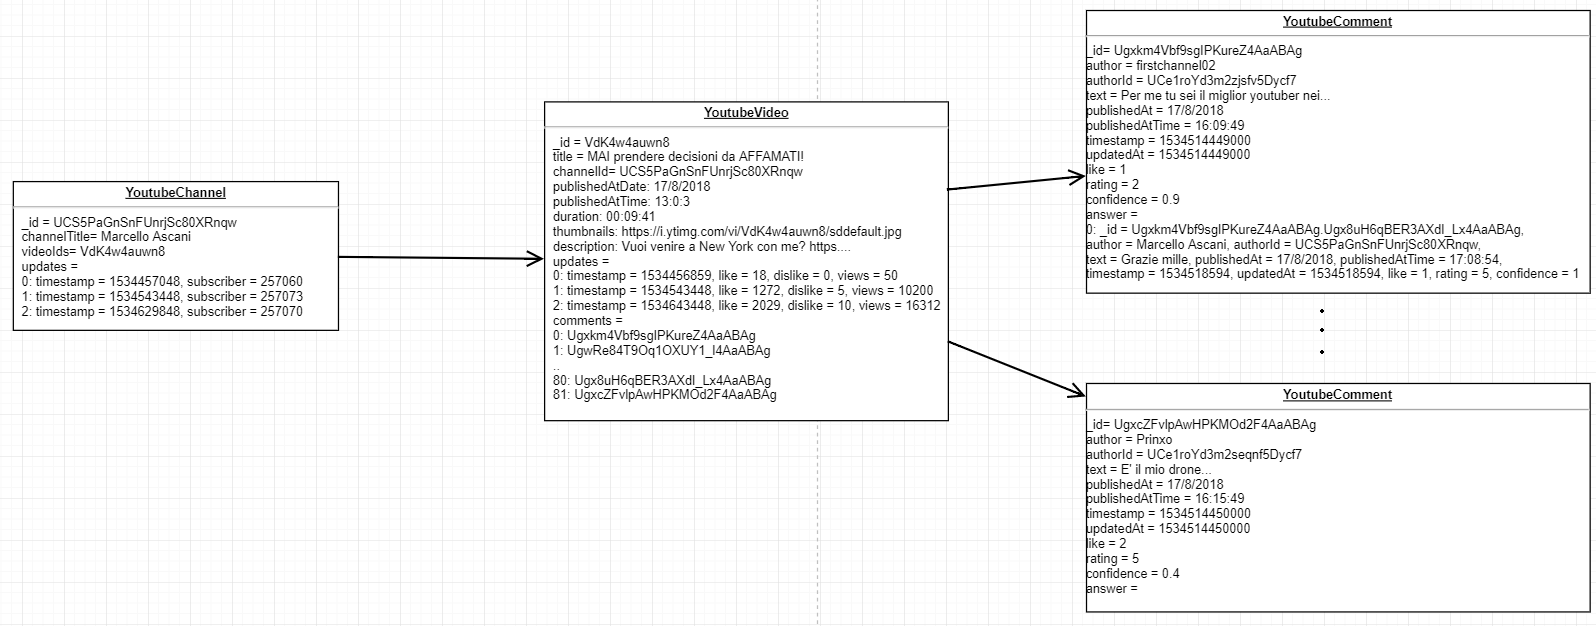 YoutubeChannel
_id = UCS5PaGnSnFUnrjSc80XRnqw
channelTitle= Marcello Ascani
videoIds= VdK4w4auwn8
updates =
0: timestamp = 1534457048, subscriber = 257060
1: timestamp = 1534543448, subscriber = 257073
2: timestamp = 1534629848, subscriber = 257070
YoutubeVideo
_id = VdK4w4auwn8
title = MAI prendere decisioni da AFFAMATI!
channelId= UCS5PaGnSnFUnrjSc80XRnqw
publishedAtDate: 17/8/2018
publishedAtTime: 13:0:3
duration: 00:09:41
thumbnails: https://i.ytimg.com/vi/VdK4w4auwn8/sddefault.jpg
description: Vuoi venire a New York con me? https....
updates =
0: timestamp = 1534456859, like = 18, dislike = 0, views = 50
1: timestamp = 1534543448, like = 1272, dislike = 5, views = 10200
2: timestamp = 1534643448, like = 2029, dislike = 10, views = 16312
comments =
0: Ugxkm4Vbf9sgIPKureZ4AaABAg
1: UgwRe84T9Oq1OXUY1_I4AaABAg
..
80: Ugx8uH6qBER3AXdI_Lx4AaABAg
81: UgxcZFvIpAwHPKMOd2F4AaABAg
YoutubeComment
_id= Ugxkm4Vbf9sgIPKureZ4AaABAg
author = firstchannel02
authorId = UCe1roYd3m2zjsfv5Dycf7
text = Per me tu sei il miglior youtuber nei...
publishedAt = 17/8/2018
publishedAtTime = 16:09:49
timestamp = 1534514449000
updatedAt = 1534514449000
like = 1
rating = 2
confidence = 0.9
answer =
0: _id = Ugxkm4Vbf9sgIPKureZ4AaABAg.Ugx8uH6qBER3AXdI_Lx4AaABAg,
author = Marcello Ascani, authorId = UCS5PaGnSnFUnrjSc80XRnqw,
text = Grazie mille, publishedAt = 17/8/2018, publishedAtTime = 17:08:54,
timestamp = 1534518594, updatedAt = 1534518594, like = 1, rating = 5, confidence = 1
YoutubeComment
_id= UgxcZFvIpAwHPKMOd2F4AaABAg
author = Prinxo
authorId = UCe1roYd3m2seqnf5Dycf7
text = E' il mio drone...
publishedAt = 17/8/2018
publishedAtTime = 16:15:49
timestamp = 1534514450000
updatedAt = 1534514450000
like = 2
rating = 5
confidence = 0.4
answer =